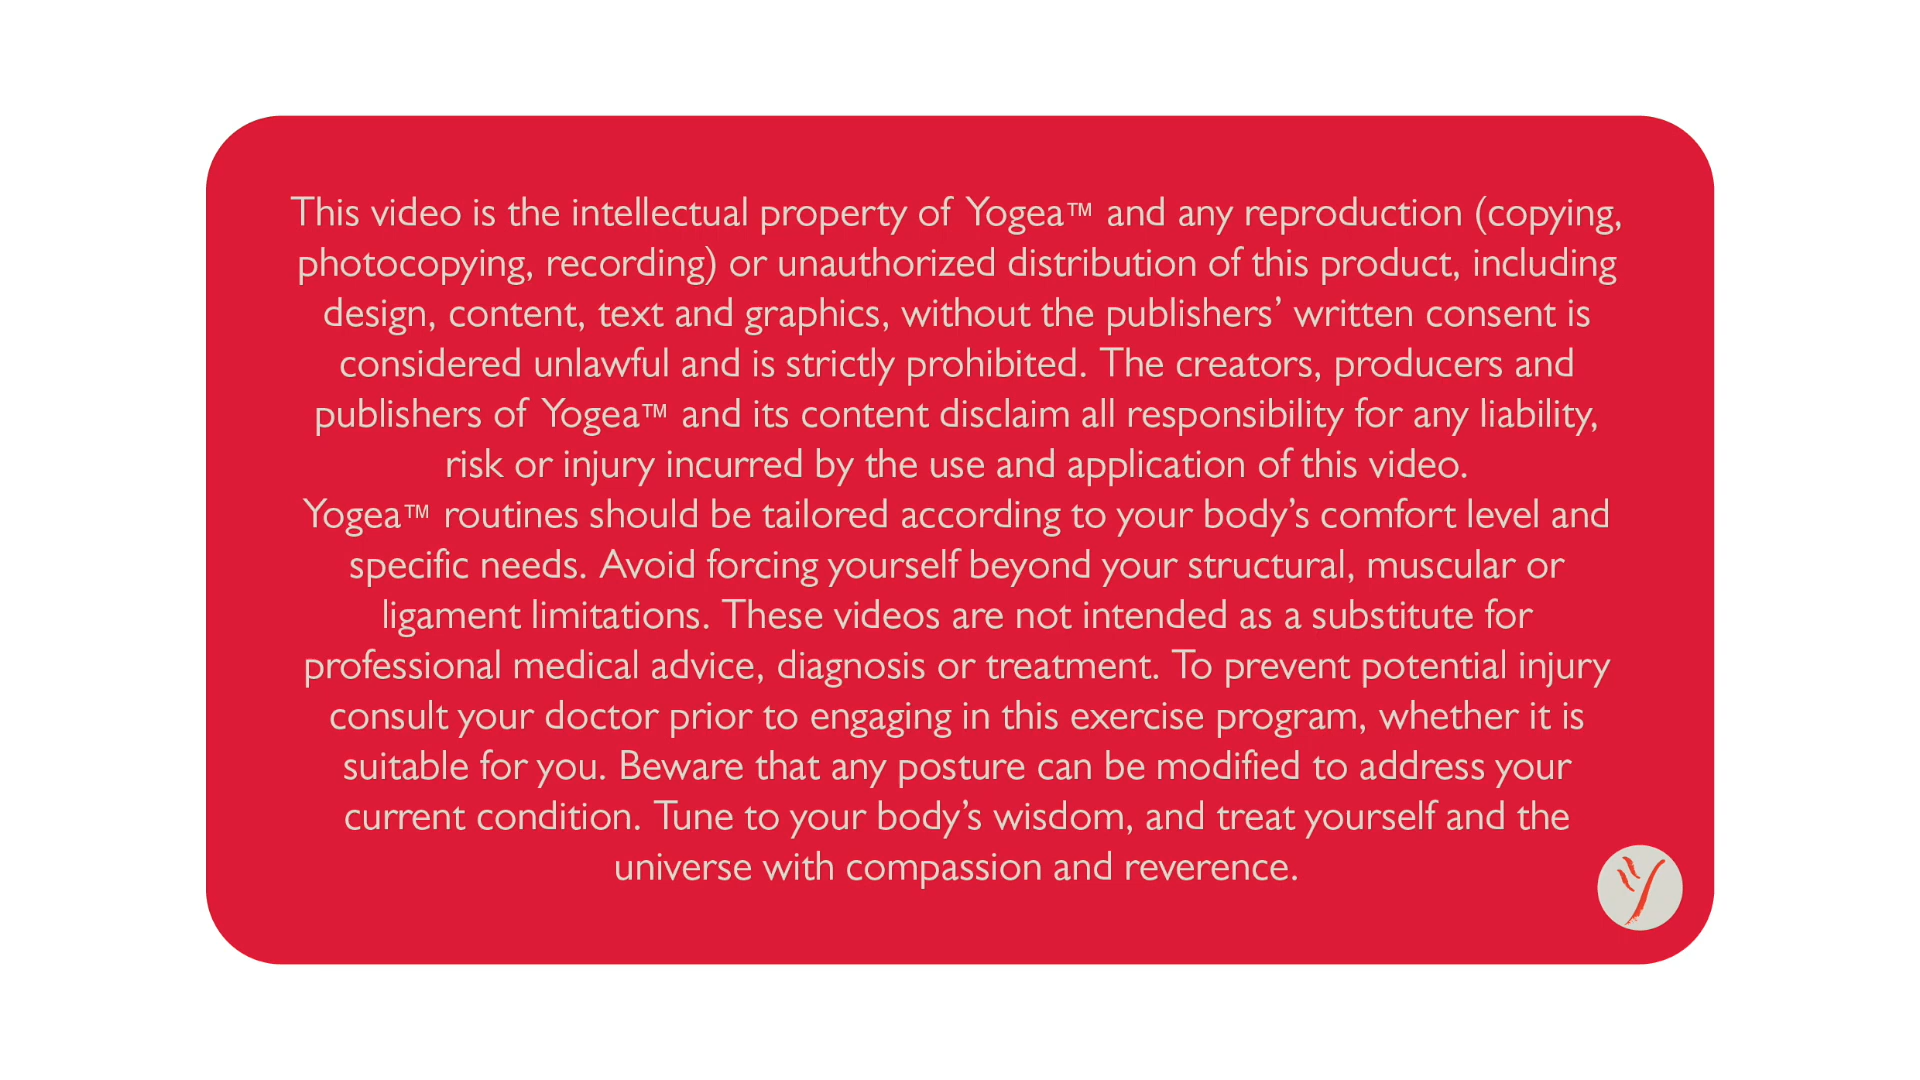 This video is the intellectual property of Yogea™ and any reproduction (copying,
photocopying, recording) or unauthorized distribution of this product, including
design, content, text and graphics, without the publishers’ written consent is
considered unlawful and is strictly prohibited. The creators, producers and
publishers of Yogea™ and its content disclaim all responsibility for any liability,
risk or injury incurred by the use and application of this video.
Yogea™ routines should be tailored according to your body’s comfort level and
specific needs. Avoid forcing yourself beyond your structural, muscular or
ligament limitations. These videos are not intended as a substitute for
professional medical advice, diagnosis or treatment. To prevent potential injury
consult your doctor prior to engaging in this exercise program, whether it is
suitable for you. Beware that any posture can be modified to address your
current condition. Tune to your body’s wisdom, and treat yourself and the
universe with compassion and reverence.